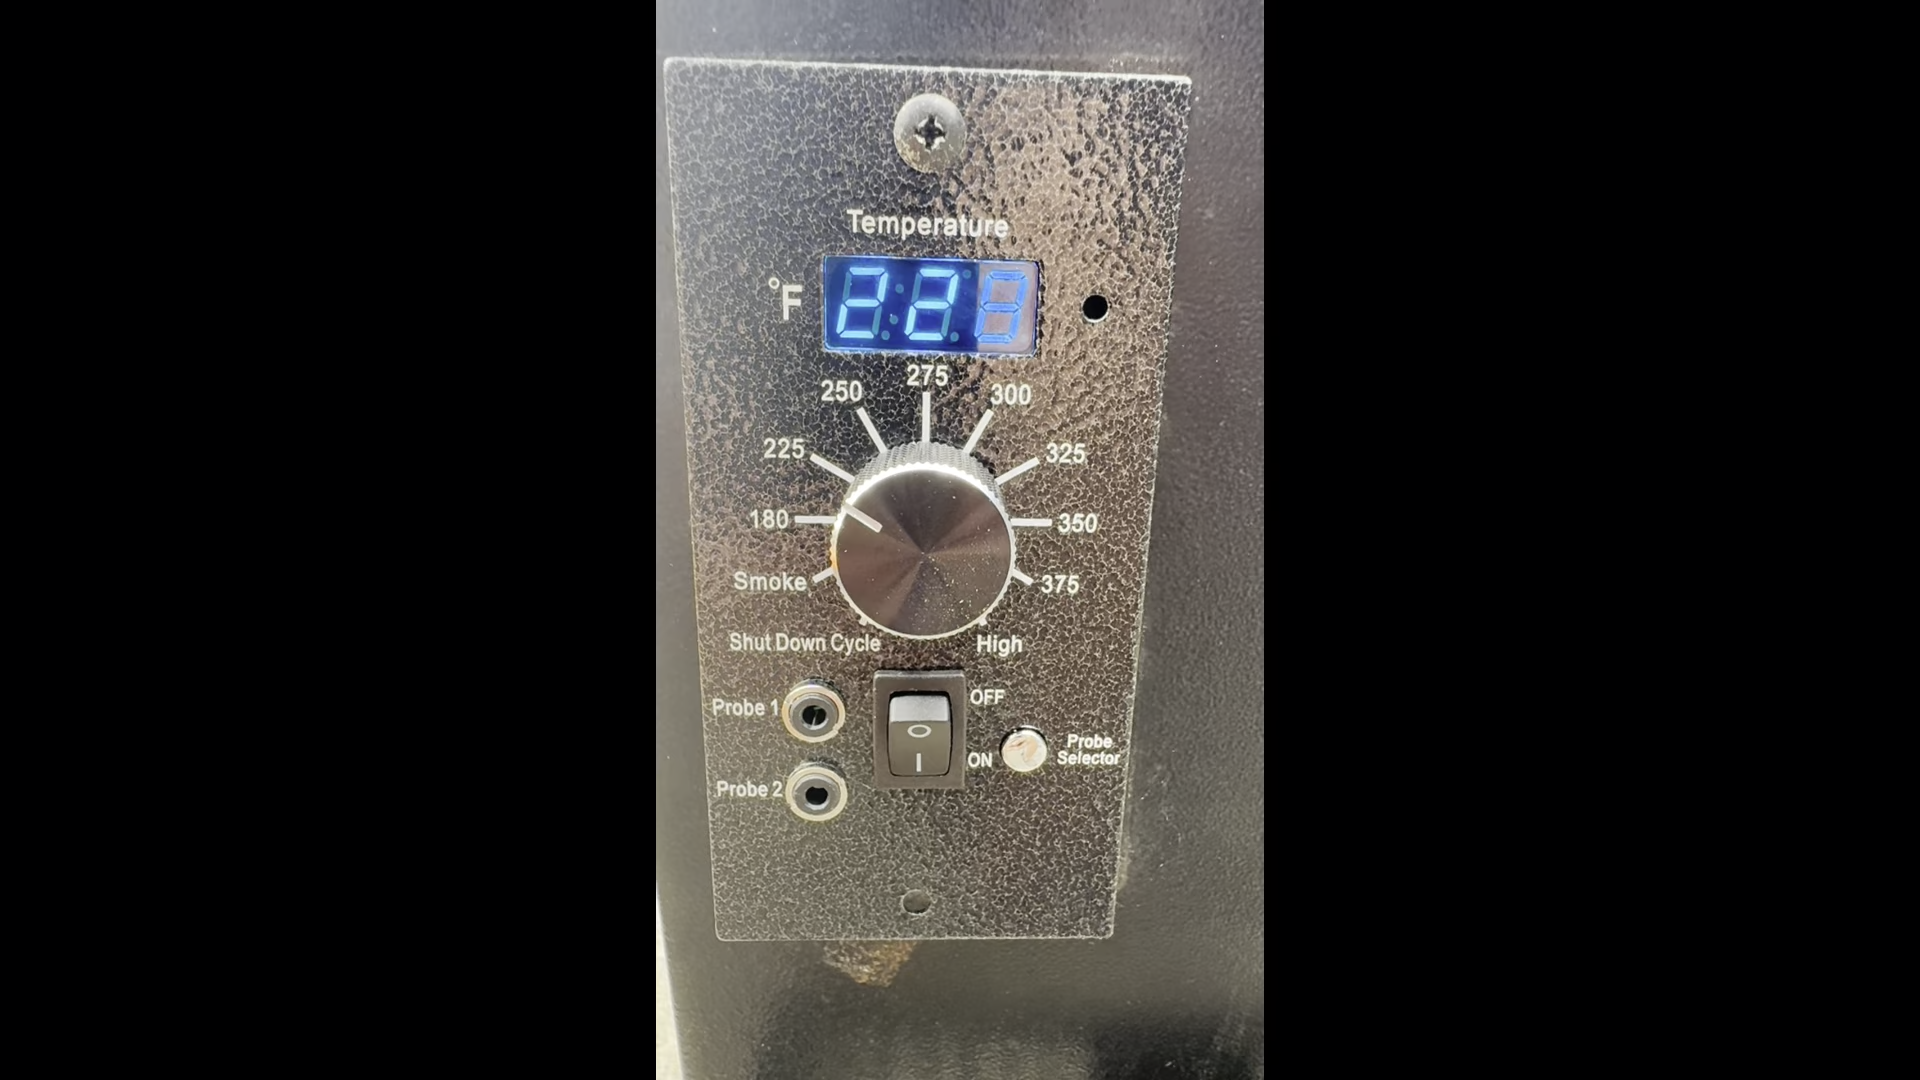 Temperature
°F
22
275
250
300
225
325
180
350
Smoke
375
Shut Down Cycle
High
Probe 1
OFF
ON
Probe
Selector
Probe 2